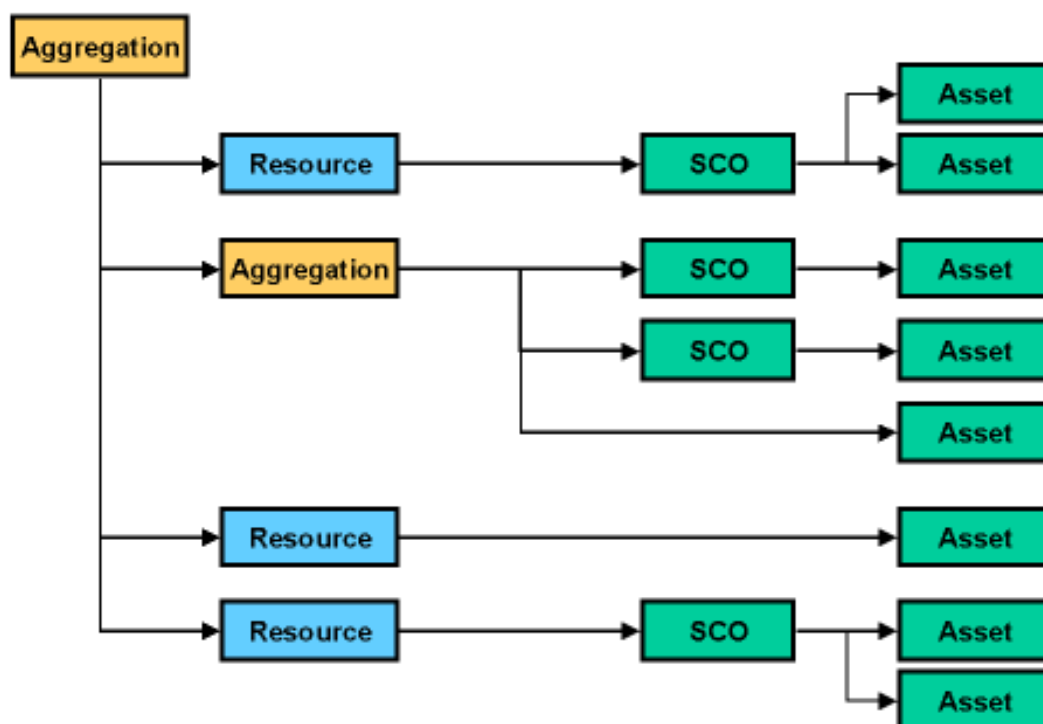 Aggregation
Asset
Resource SCO Asset
Aggregation SCO Asset
SCO Asset
Asset
Resource Asset
Resource SCO Asset
Asset